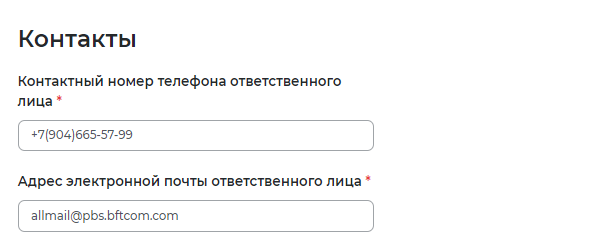 Контакты
Контактный номер телефона ответственного
лица *
+7(904)665-57-99
Адрес электронной почты ответственного лица *
allmail@pbs.bftcom.com